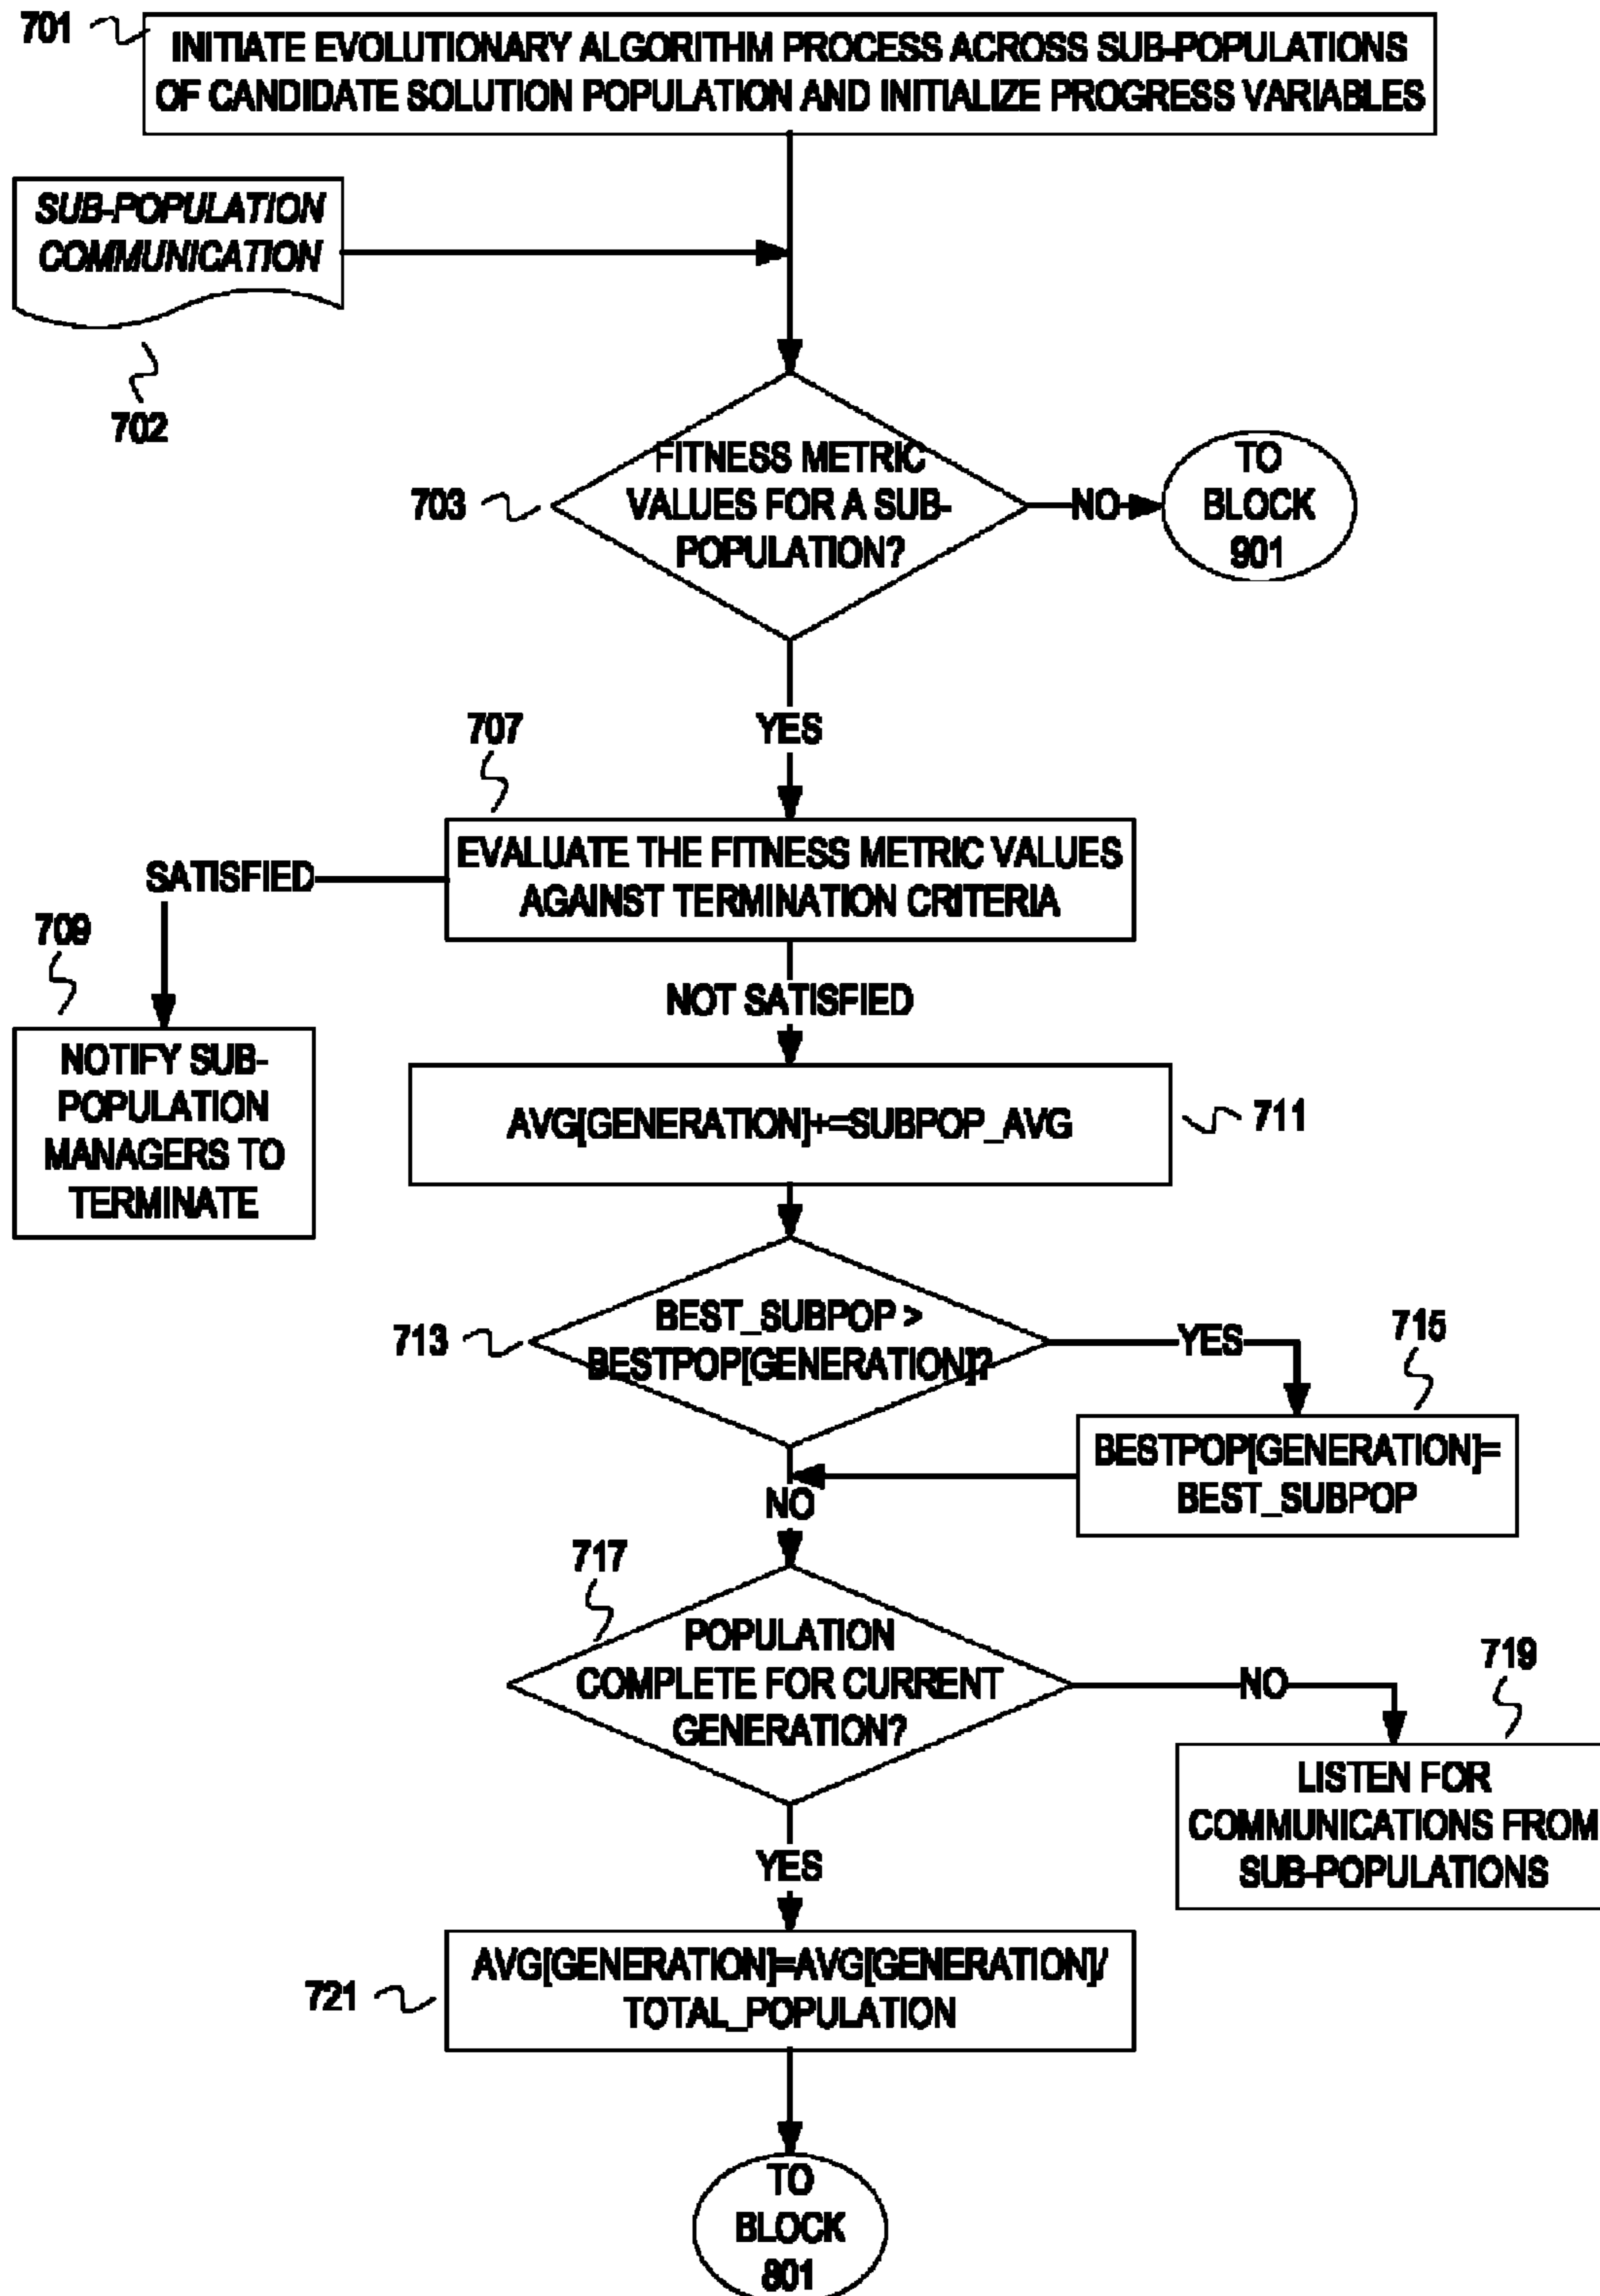 701
INITIATE EVOLUTIONARY ALGORITHM PROCESS ACROSS SUB-POPULATIONS
OF CANDIDATE SOLUTION POPULATION AND INITIALIZE PROGRESS VARIABLES
SUB-POPULATION
COMMUNICATION
702
703
FITNESS METRIC
VALUES FOR A SUB-
POPULATION?
NO
TO
BLOCK
901
YES
707
EVALUATE THE FITNESS METRIC VALUES
AGAINST TERMINATION CRITERIA
SATISFIED
709
NOTIFY SUB-
POPULATION
MANAGERS TO
TERMINATE
NOT SATISFIED
AVG[GENERATION]+=SUBPOP_AVG
711
713
BEST_SUBPOP >
BESTPOP[GENERATION]?
YES
715
BESTPOP[GENERATION]=
BEST_SUBPOP
NO
717
POPULATION
COMPLETE FOR CURRENT
GENERATION?
NO
719
LISTEN FOR
COMMUNICATIONS FROM
SUB-POPULATIONS
YES
721
AVG[GENERATION]=AVG[GENERATION]/
TOTAL_POPULATION
TO
BLOCK
801